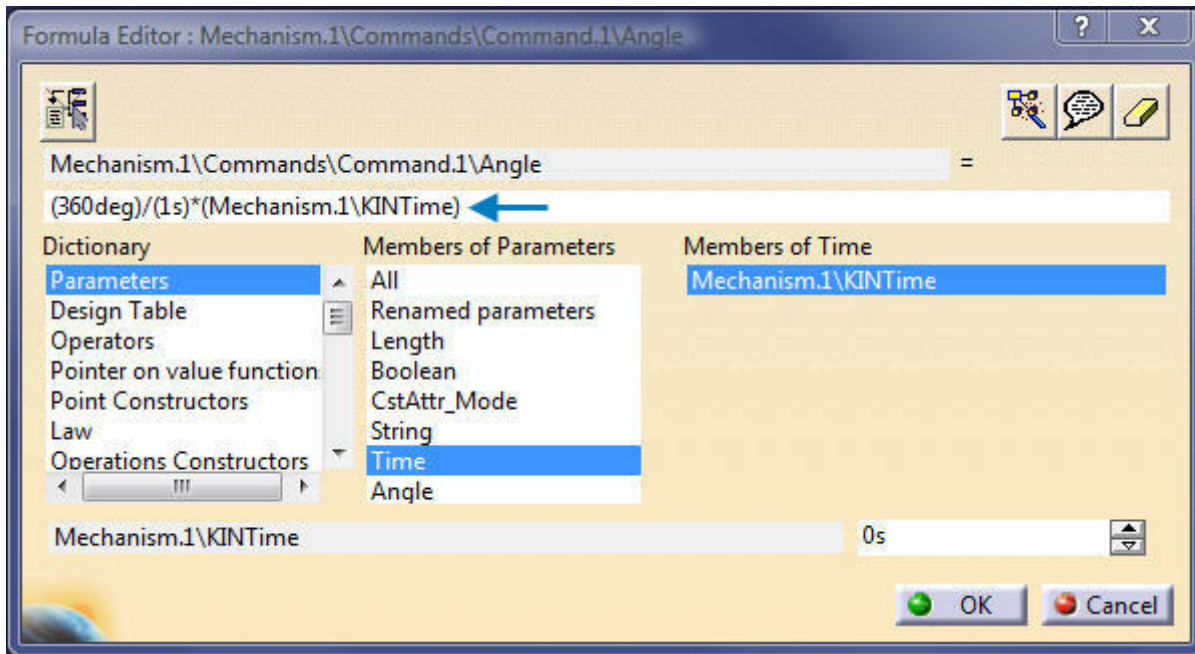 Formula Editor : Mechanism.1\Commands\Command.1\Angle
? X
Mechanism.1\Commands\Command.1\Angle =
(360deg)/(1s)*(Mechanism.1\KINTime)
Dictionary
Parameters
Design Table
Operators
Pointer on value function
Point Constructors
Law
Operations Constructors
Members of Parameters
All
Renamed parameters
Length
Boolean
CstAttr_Mode
String
Time
Angle
Members of Time
Mechanism.1\KINTime
Mechanism.1\KINTime
0s
OK
Cancel